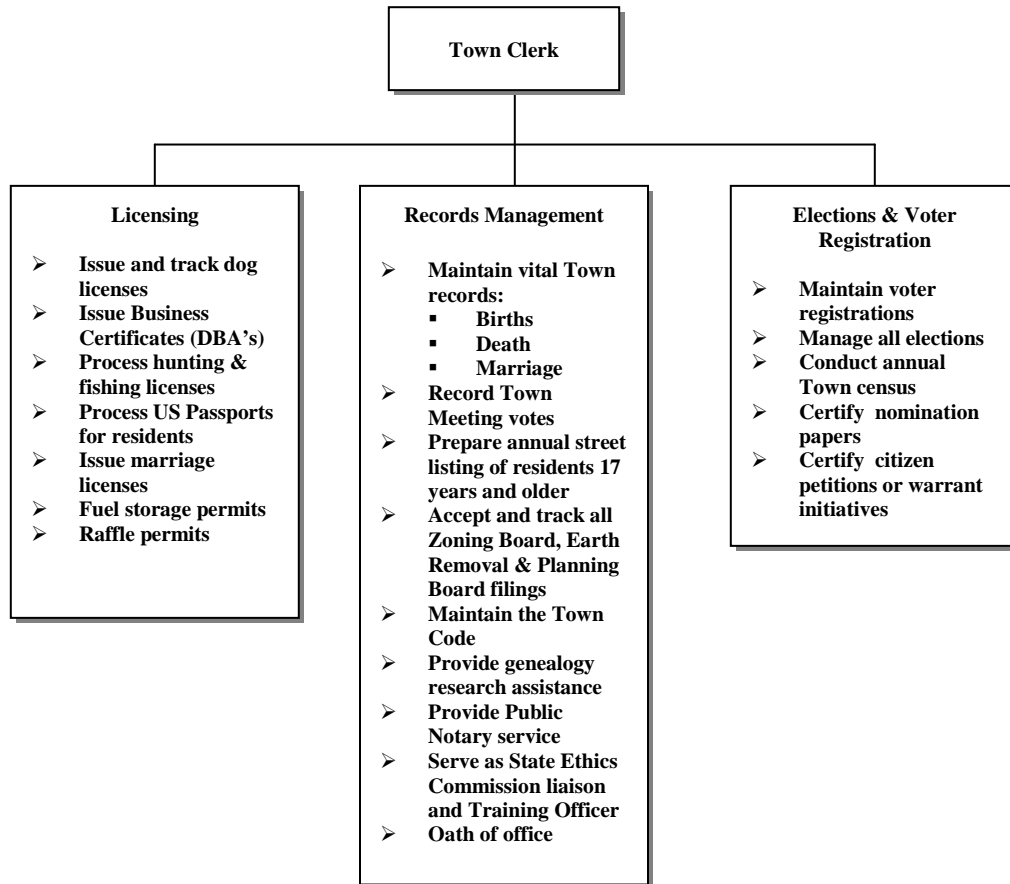 Town Clerk
Licensing
➢ Issue and track dog
licenses
➢ Issue Business
Certificates (DBA’s)
➢ Process hunting &
fishing licenses
➢ Process US Passports
for residents
➢ Issue marriage
licenses
➢ Fuel storage permits
➢ Raffle permits
Records Management
➢ Maintain vital Town
records:
▪ Births
▪ Death
▪ Marriage
➢ Record Town
Meeting votes
➢ Prepare annual street
listing of residents 17
years and older
➢ Accept and track all
Zoning Board, Earth
Removal & Planning
Board filings
➢ Maintain the Town
Code
➢ Provide genealogy
research assistance
➢ Provide Public
Notary service
➢ Serve as State Ethics
Commission liaison
and Training Officer
➢ Oath of office
Elections & Voter
Registration
➢ Maintain voter
registrations
➢ Manage all elections
➢ Conduct annual
Town census
➢ Certify nomination
papers
➢ Certify citizen
petitions or warrant
initiatives